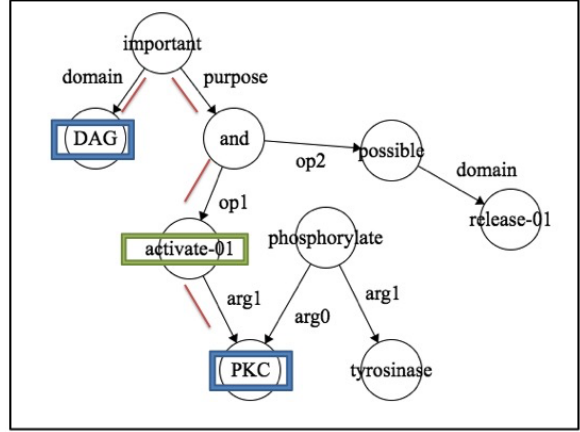 important
domain
purpose
DAG
and
possible
op2
domain
op1
release-01
activate-01
phosphorylate
arg1
arg0
arg1
PKC
tyrosinase